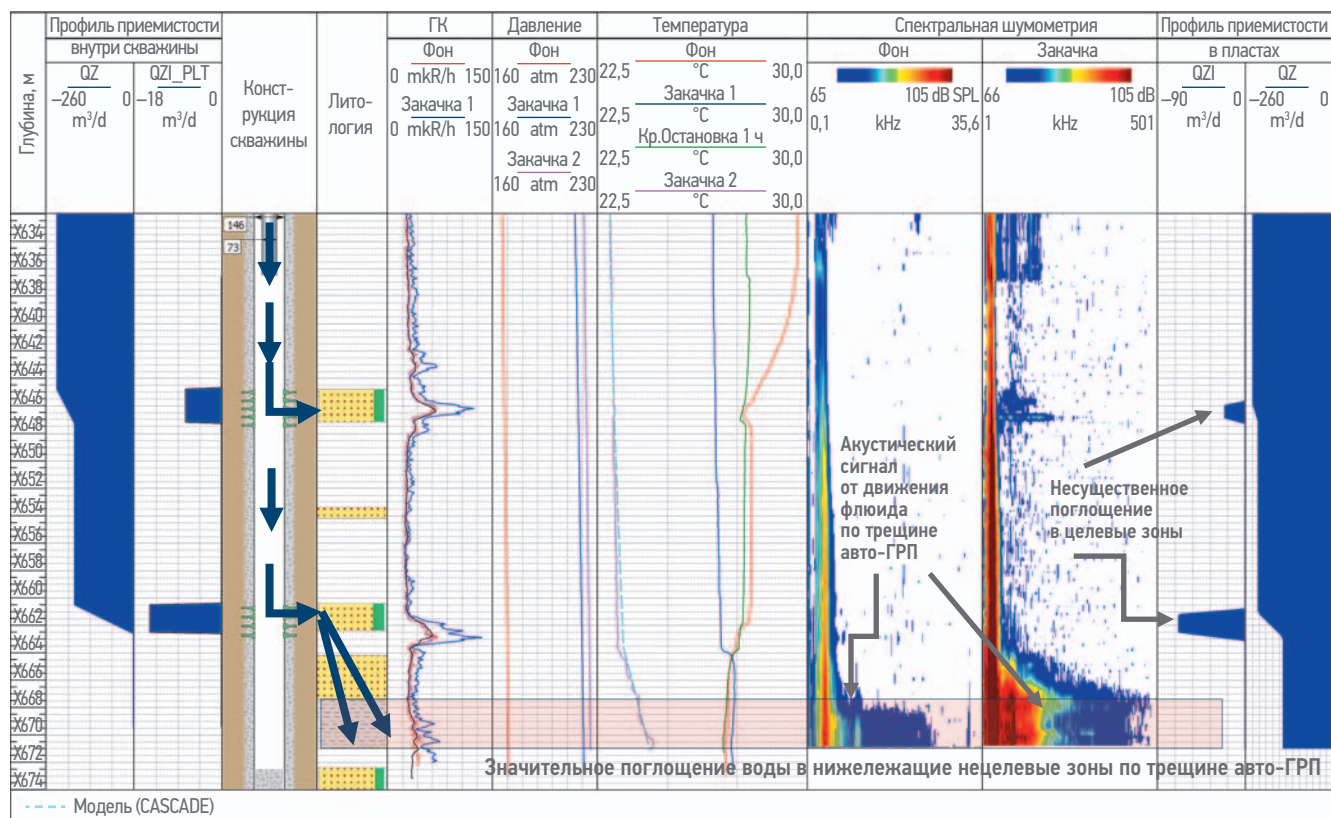 Профиль приемистости
внутри скважины
QZ
−260 0
m³/d
QZI_PLT
−18 0
m³/d
Глубина, м
Конст-
рукция
скважины
Лито-
логия
ГК
Фон
0 mkR/h 150
Закачка 1
0 mkR/h 150
Давление
Фон
160 atm 230
Закачка 1
160 atm 230
Закачка 2
160 atm 230
Температура
Фон
22,5 °C 30,0
Закачка 1
22,5 °C 30,0
Кр.Остановка 1 ч
22,5 °C 30,0
Закачка 2
22,5 °C 30,0
Спектральная шумометрия
Фон
65 105 dB SPL
0,1 kHz 35,6
Закачка
66 105 dB
1 kHz 501
Профиль приемистости
в пластах
QZI
−90 0
m³/d
QZ
−260 0
m³/d
146
73
X634
X636
X638
X640
X642
X644
X646
X648
X650
X652
X654
X656
X658
X660
X662
X664
X666
X668
X670
X672
X674
Акустический
сигнал
от движения
флюида
по трещине
авто-ГРП
Несущественное
поглощение
в целевые зоны
Значительное поглощение воды в нижележащие нецелевые зоны по трещине авто-ГРП
Модель (CASCADE)